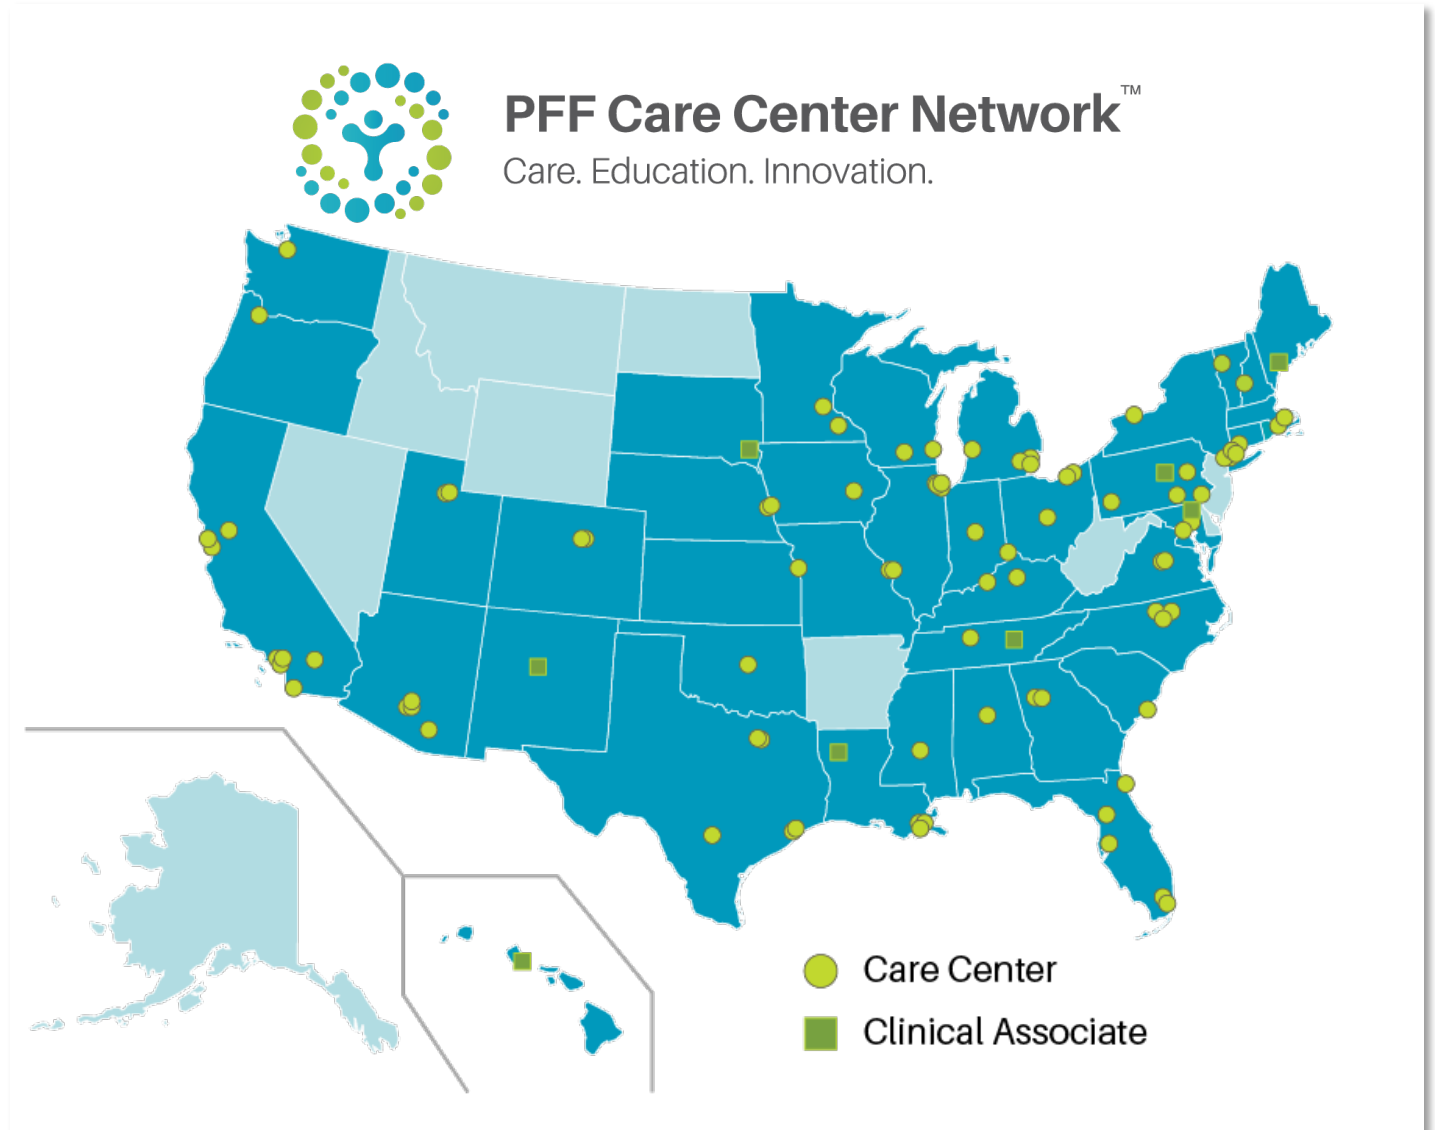 PFF Care Center Network™
Care. Education. Innovation.
Care Center
Clinical Associate